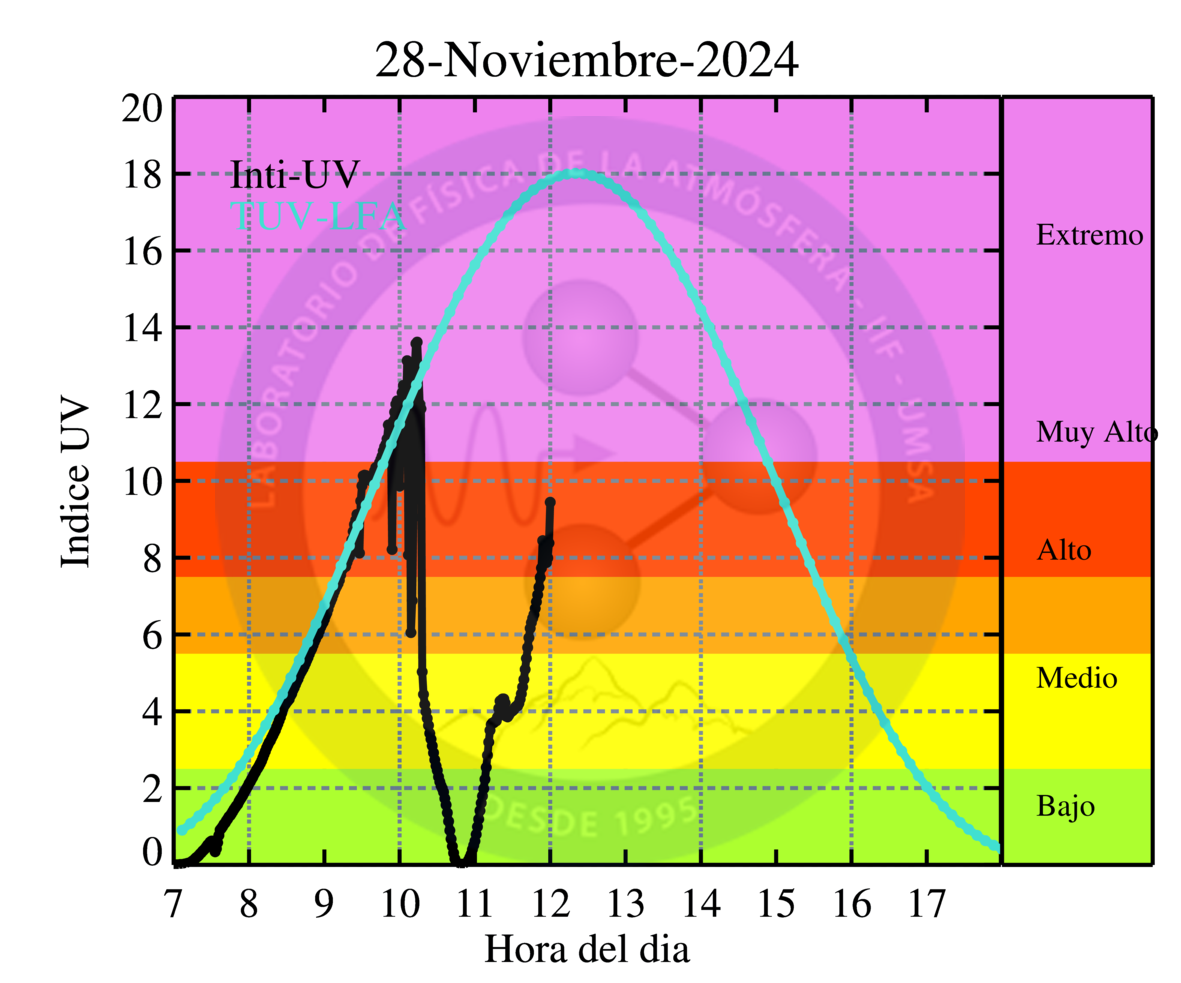 28-Noviembre-2024
20
18
16
14
12
10
8
6
4
2
0
Indice UV
Inti-UV
TUV-LFA
LABORATORIO DE FÍSICA DE LA ATMÓSFERA - IIF - UMSA
DESDE 1995
Extremo
Muy Alto
Alto
Medio
Bajo
7 8 9 10 11 12 13 14 15 16 17
Hora del dia